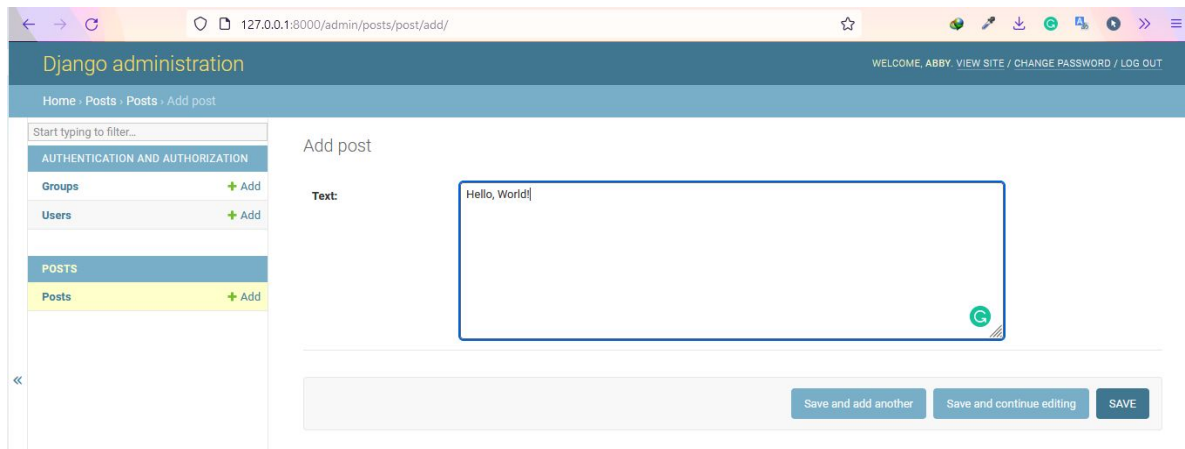 127.0.0.1:8000/admin/posts/post/add/
Django administration
WELCOME, ABBY. VIEW SITE / CHANGE PASSWORD / LOG OUT
Home › Posts › Posts › Add post
Start typing to filter...
AUTHENTICATION AND AUTHORIZATION
Groups + Add
Users + Add
POSTS
Posts + Add
«
Add post
Text:
Hello, World!
Save and add another
Save and continue editing
SAVE